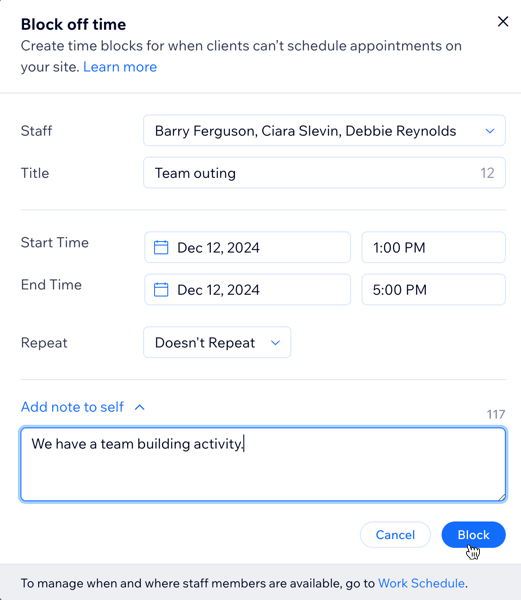 Block off time
Create time blocks for when clients can't schedule appointments on
your site. Learn more
Staff
Barry Ferguson, Ciara Slevin, Debbie Reynolds
Title
Team outing
12
Start Time
Dec 12, 2024
1:00 PM
End Time
Dec 12, 2024
5:00 PM
Repeat
Doesn't Repeat
Add note to self
117
We have a team building activity.
Cancel
Block
To manage when and where staff members are available, go to Work Schedule.